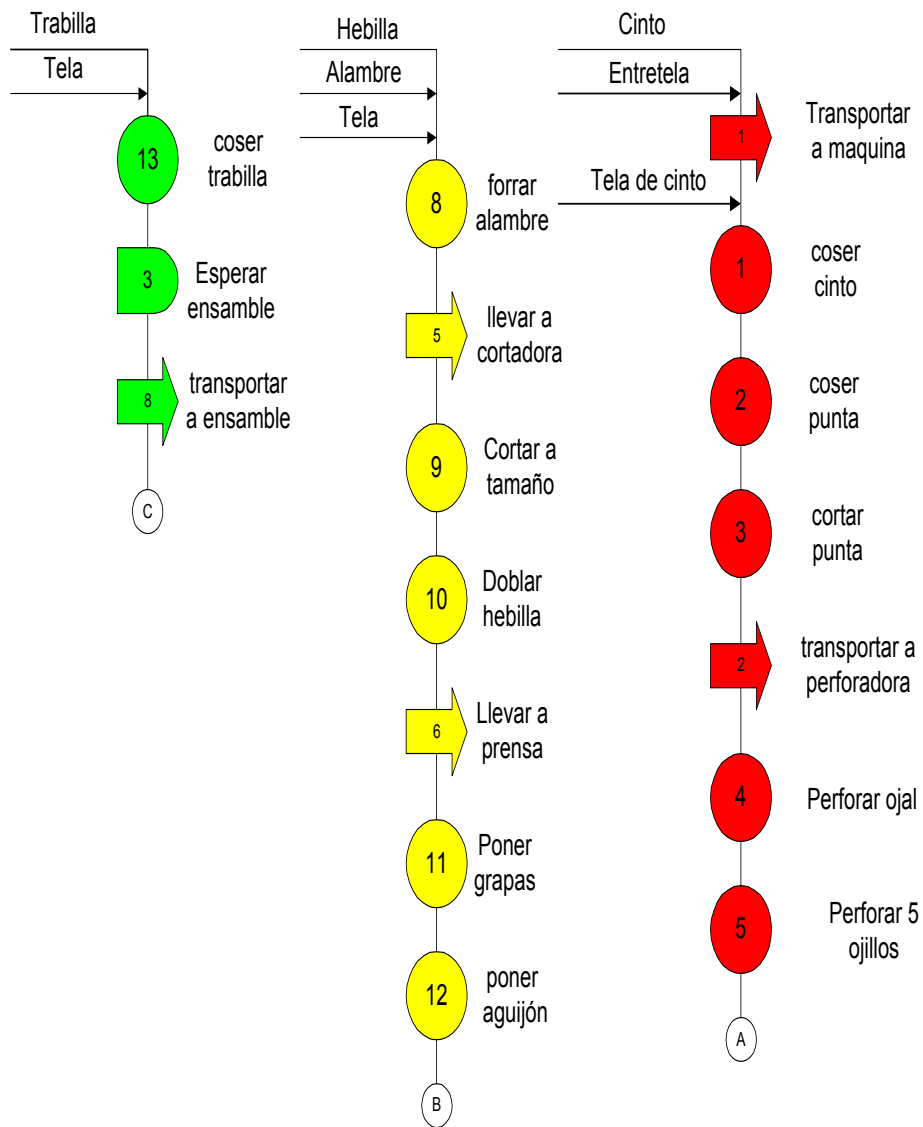 Trabilla
Tela
13
coser
trabilla
3
Esperar
ensamble
8
transportar
a ensamble
C
Hebilla
Alambre
Tela
8
forrar
alambre
5
llevar a
cortadora
9
Cortar a
tamaño
10
Doblar
hebilla
6
Llevar a
prensa
11
Poner
grapas
12
poner
aguijón
B
Cinto
Entretela
1
Transportar
a maquina
Tela de cinto
1
coser
cinto
2
coser
punta
3
cortar
punta
2
transportar a
perforadora
4
Perforar ojal
5
Perforar 5
ojillos
A